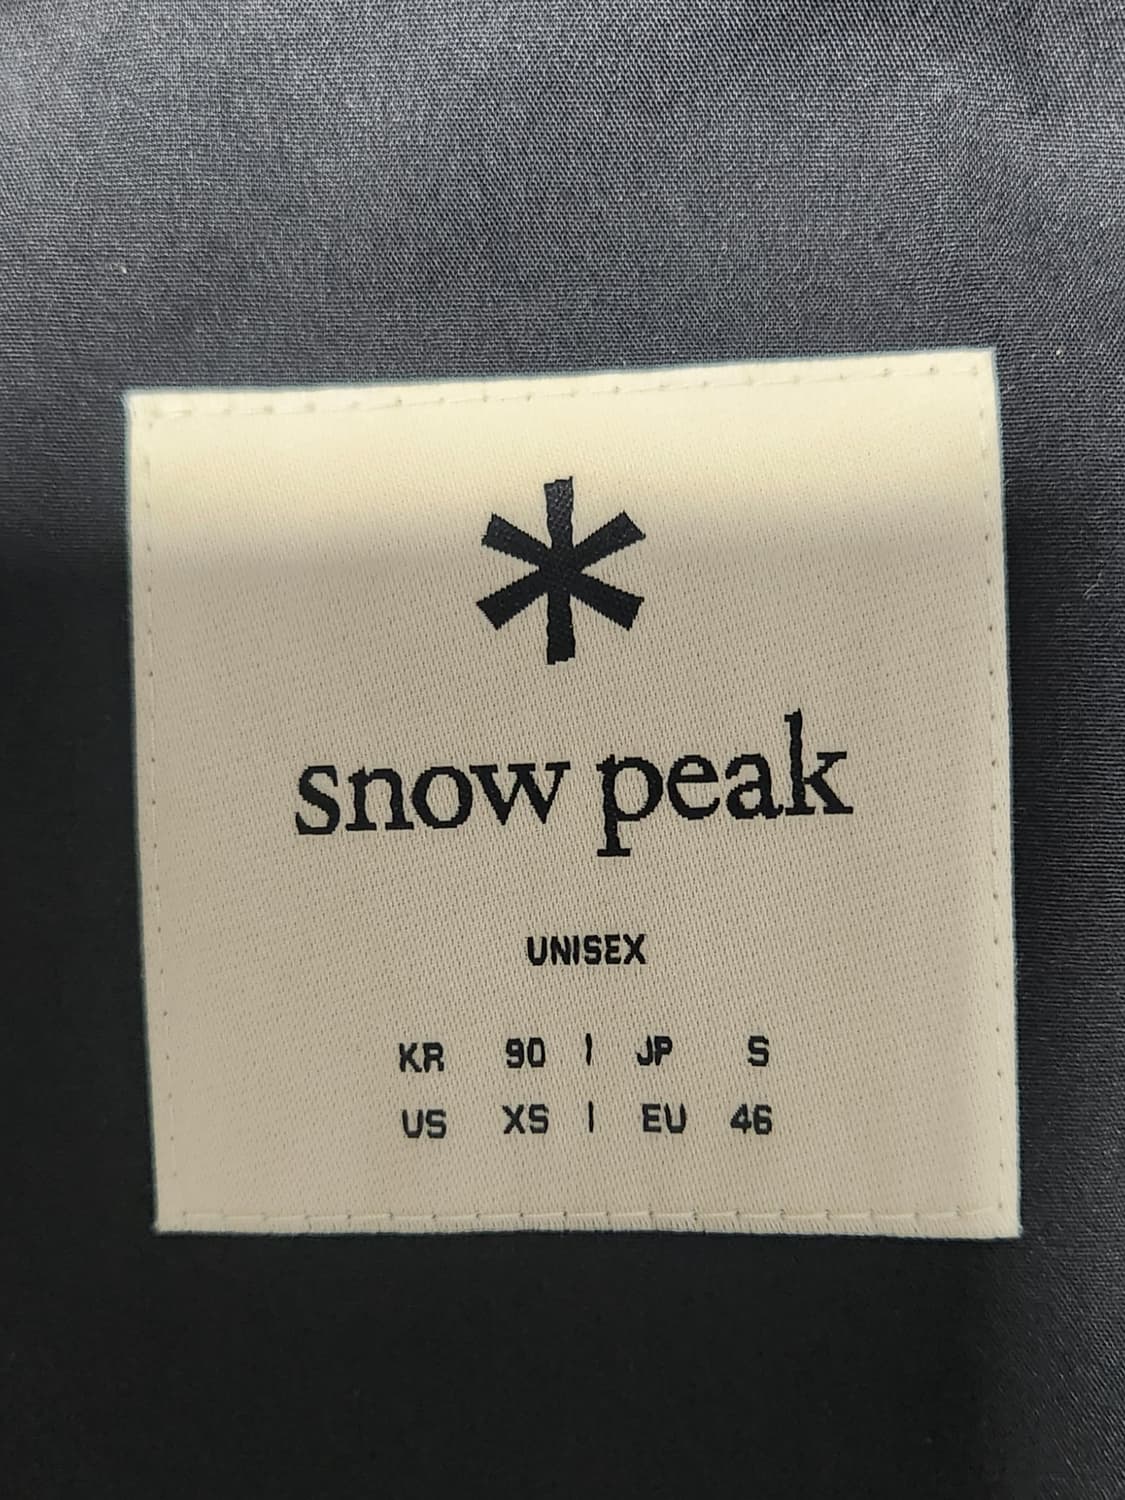 snow peak
UNISEX
KR 90 | JP S
US XS | EU 46